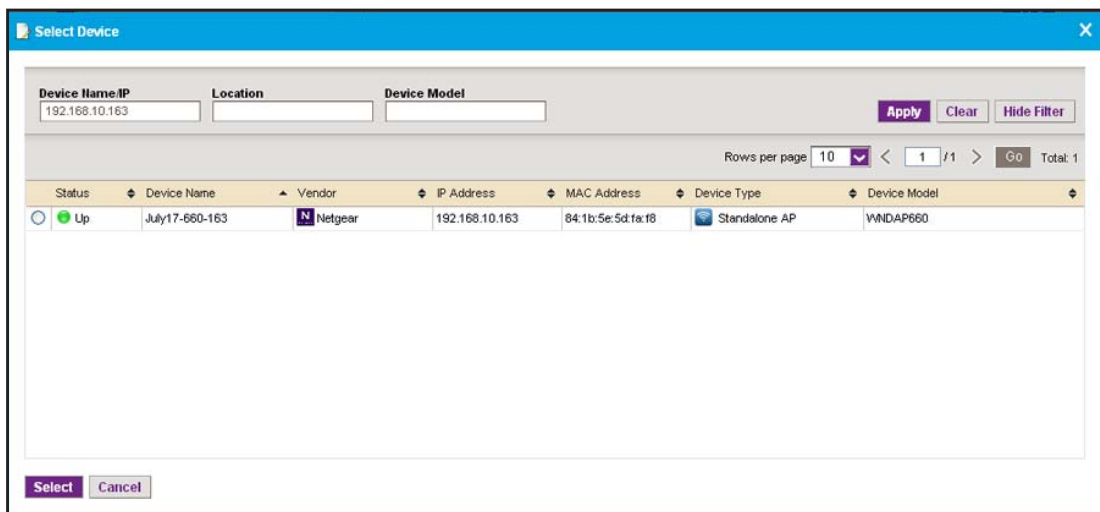 Select Device X
Device Name/IP Location Device Model
192.168.10.163
Apply Clear Hide Filter
Rows per page 10 < 1 /1 > Go Total: 1
Status Device Name Vendor IP Address MAC Address Device Type Device Model
Up July17-660-163 N Netgear 192.168.10.163 84:1b:5e:5d:fa:f8 Standalone AP WNDAP660
Select Cancel